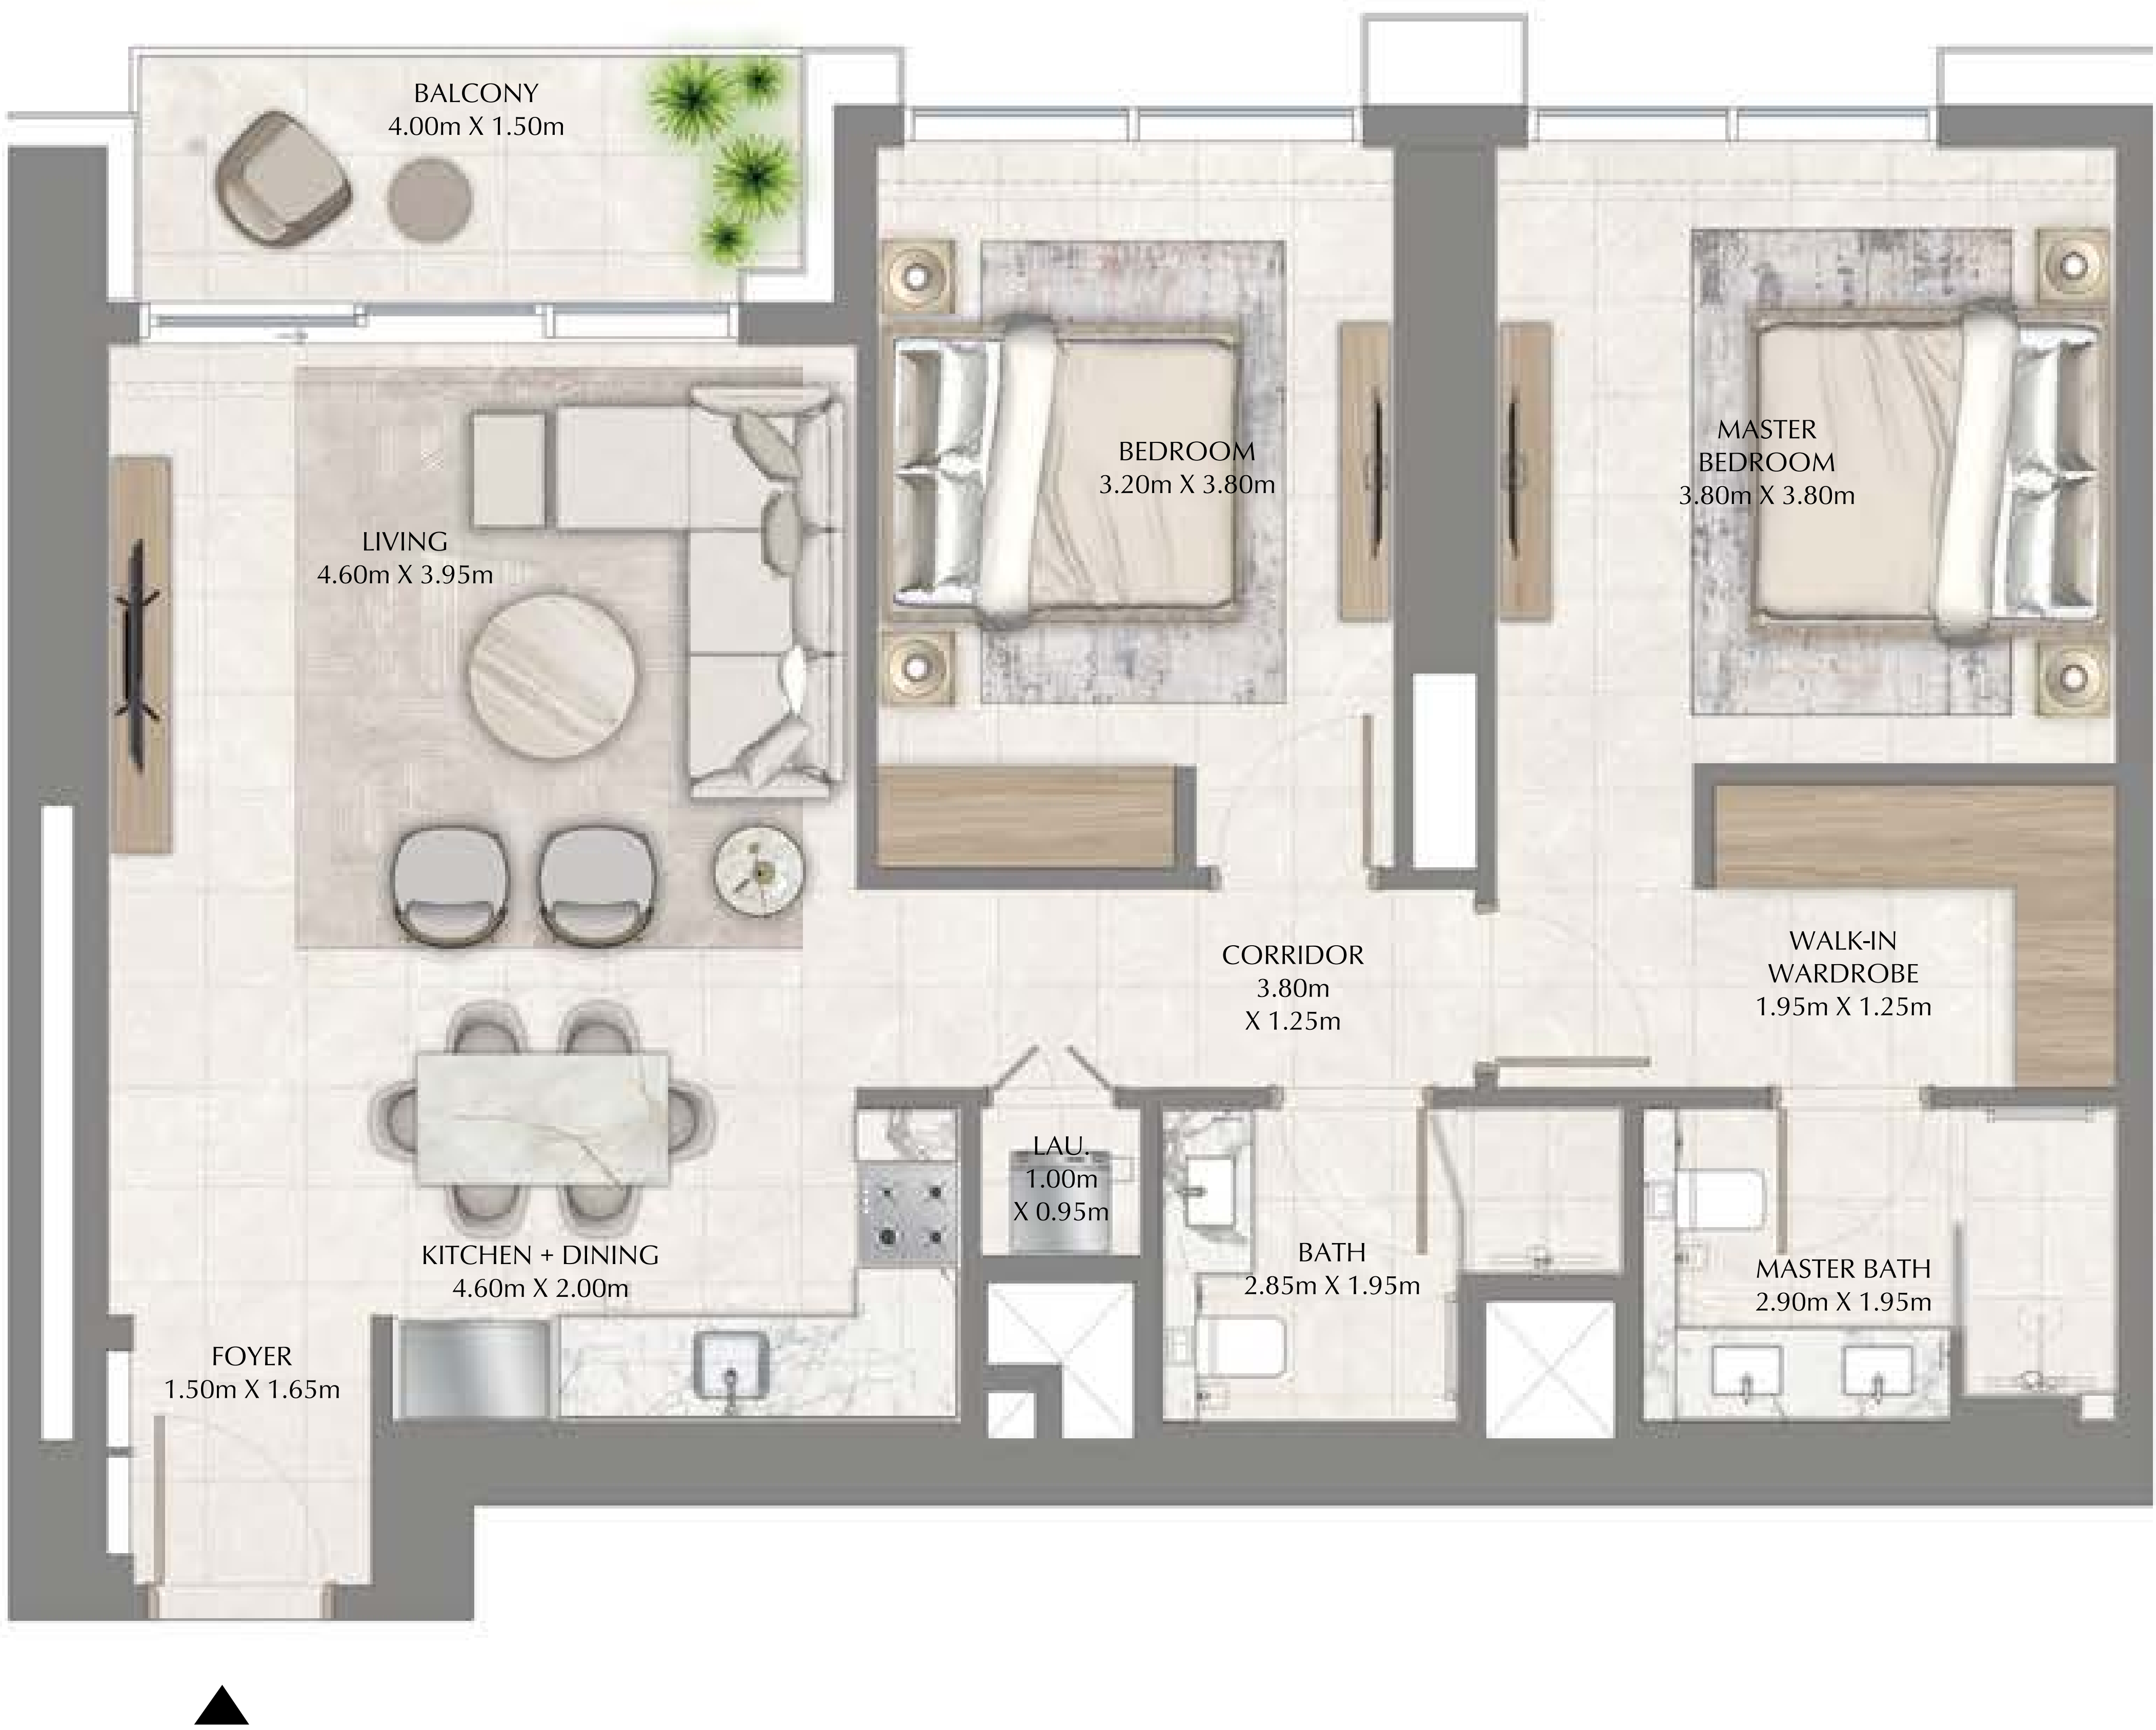 BALCONY
4.00m X 1.50m
BEDROOM
3.20m X 3.80m
MASTER
BEDROOM
3.80m X 3.80m
LIVING
4.60m X 3.95m
CORRIDOR
3.80m
X 1.25m
WALK-IN
WARDROBE
1.95m X 1.25m
LAU.
1.00m
X 0.95m
KITCHEN + DINING
4.60m X 2.00m
BATH
2.85m X 1.95m
MASTER BATH
2.90m X 1.95m
FOYER
1.50m X 1.65m